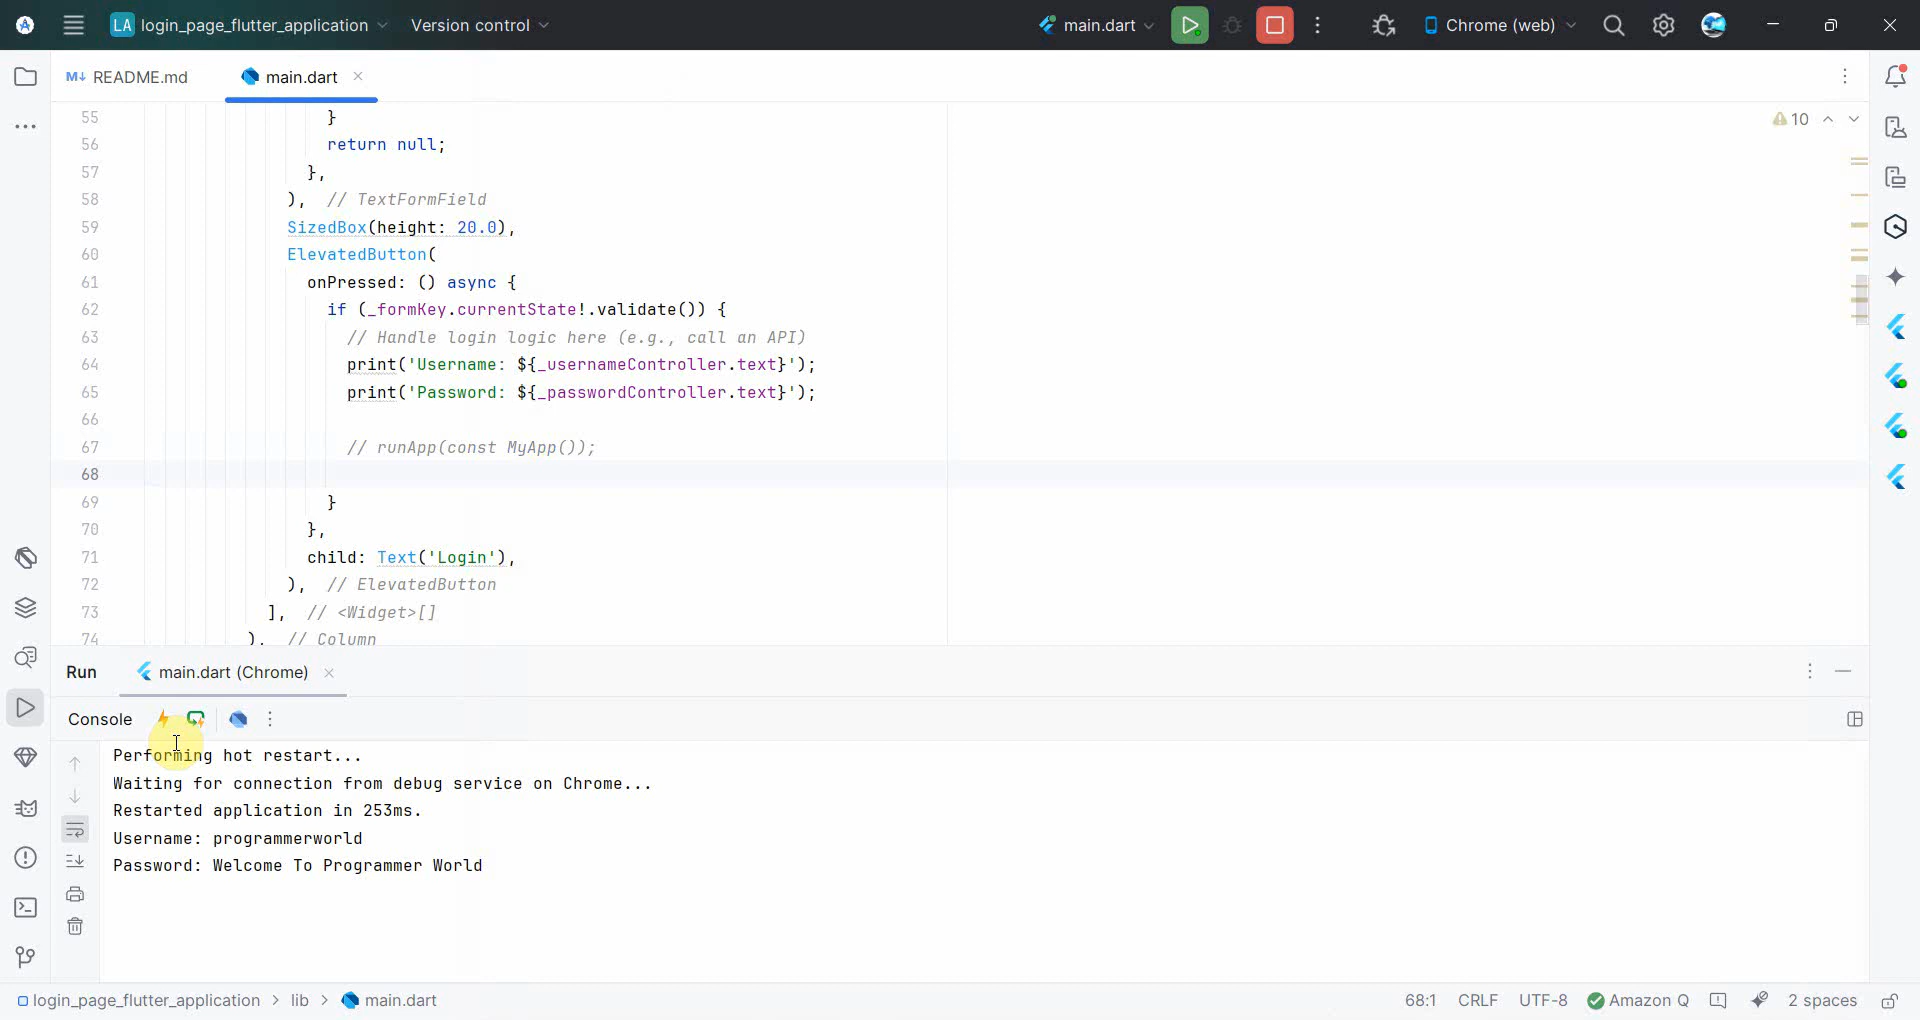 LA login_page_flutter_application Version control main.dart Chrome (web)
M↓ README.md main.dart
10
55 }
56 return null;
57 },
58 ), // TextFormField
59 SizedBox(height: 20.0),
60 ElevatedButton(
61 onPressed: () async {
62 if (_formKey.currentState!.validate()) {
63 // Handle login logic here (e.g., call an API)
64 print('Username: ${_usernameController.text}');
65 print('Password: ${_passwordController.text}');
66
67 // runApp(const MyApp());
68
69 }
70 },
71 child: Text('Login'),
72 ), // ElevatedButton
73 ], // <Widget>[]
74 ), // Column
Run main.dart (Chrome)
Console
Performing hot restart...
Waiting for connection from debug service on Chrome...
Restarted application in 253ms.
Username: programmerworld
Password: Welcome To Programmer World
login_page_flutter_application > lib > main.dart 68:1 CRLF UTF-8 Amazon Q 2 spaces